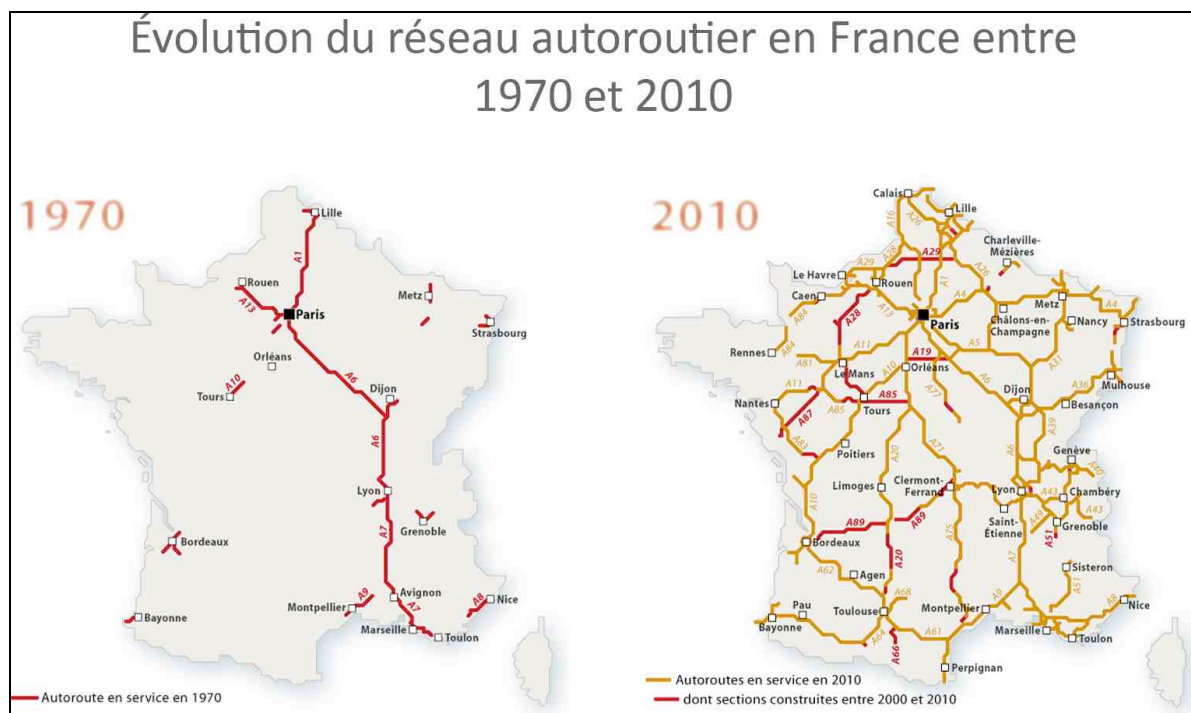 Évolution du réseau autoroutier en France entre
1970 et 2010
1970
Lille
A1
Rouen
A13
Paris
Metz
Strasbourg
Orléans
A10
Tours
A6
Dijon
A6
Lyon
A7
Grenoble
Bordeaux
A9
Avignon
A7
A8
Nice
Montpellier
Bayonne
Marseille
Toulon
Autoroute en service en 1970
2010
Calais
Lille
A16
A26
Charleville-
Mézières
A28
A29
A29
A26
Le Havre
Rouen
A1
A4
Metz
A4
Caen
A13
Paris
Châlons-en-
Champagne
Nancy
Strasbourg
A84
A28
A84
Rennes
A11
A19
A5
A31
A81
Le Mans
A10
Orléans
A6
Dijon
A36
Mulhouse
A11
A85
A77
Besançon
Nantes
A87
A85
Tours
A39
A83
Poitiers
A20
A71
A6
Genève
A40
Limoges
Clermont-
Ferrand
Lyon
A43
Chambéry
A10
A89
A89
Saint-
Étienne
A49
A43
Grenoble
A75
A51
Bordeaux
A20
A7
A62
Agen
Sisteron
A51
A68
A9
A8
Nice
Pau
Toulouse
Montpellier
Bayonne
A64
A61
Marseille
Toulon
A66
Perpignan
Autoroutes en service en 2010
dont sections construites entre 2000 et 2010